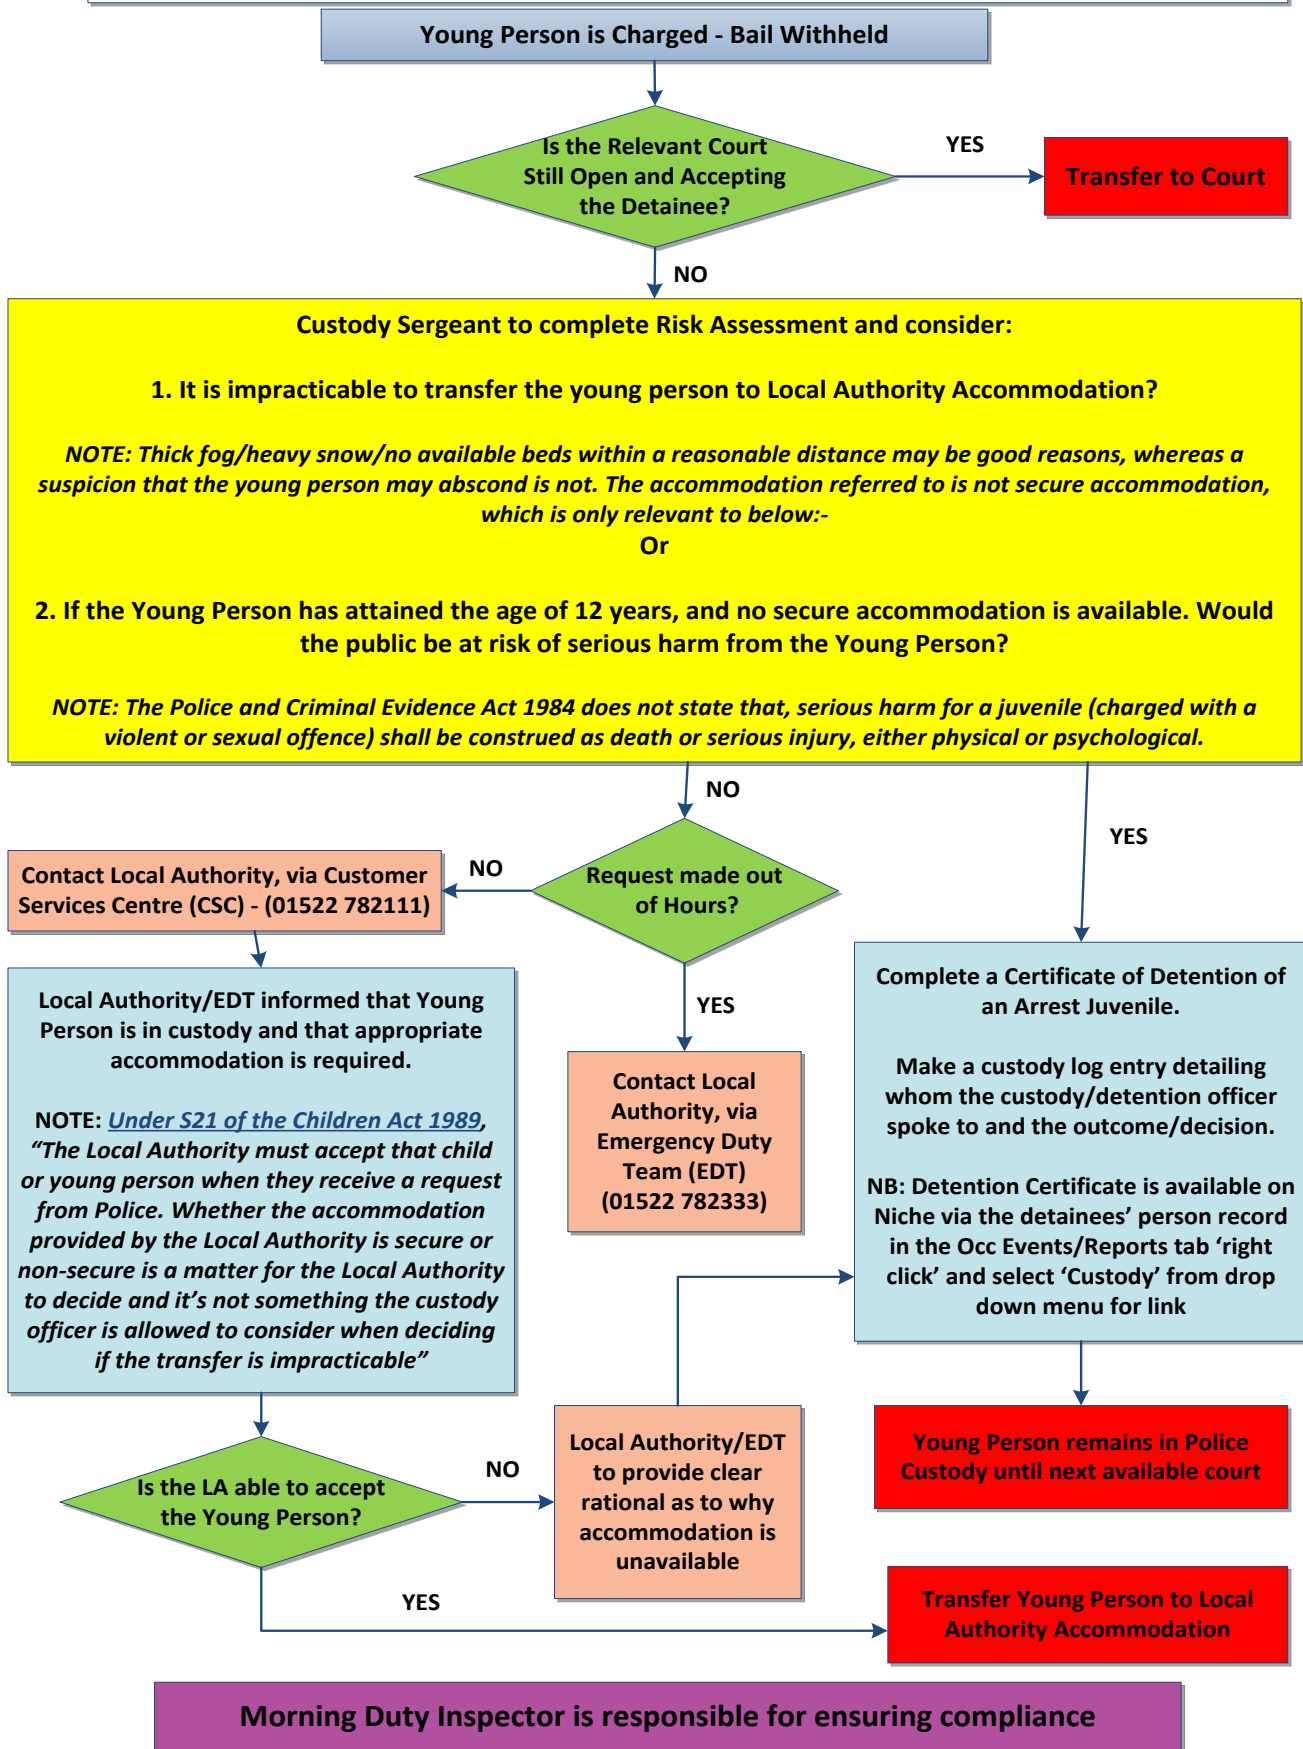 Young Person is Charged - Bail Withheld
Is the Relevant Court
Still Open and Accepting
the Detainee?
YES
Transfer to Court
NO
Custody Sergeant to complete Risk Assessment and consider:
1. It is impracticable to transfer the young person to Local Authority Accommodation?
NOTE: Thick fog/heavy snow/no available beds within a reasonable distance may be good reasons, whereas a
suspicion that the young person may abscond is not. The accommodation referred to is not secure accommodation,
which is only relevant to below:-
Or
2. If the Young Person has attained the age of 12 years, and no secure accommodation is available. Would
the public be at risk of serious harm from the Young Person?
NOTE: The Police and Criminal Evidence Act 1984 does not state that, serious harm for a juvenile (charged with a
violent or sexual offence) shall be construed as death or serious injury, either physical or psychological.
NO
YES
Request made out
of Hours?
NO
Contact Local Authority, via Customer
Services Centre (CSC) - (01522 782111)
YES
Contact Local
Authority, via
Emergency Duty
Team (EDT)
(01522 782333)
Local Authority/EDT informed that Young
Person is in custody and that appropriate
accommodation is required.
NOTE: Under S21 of the Children Act 1989,
“The Local Authority must accept that child
or young person when they receive a request
from Police. Whether the accommodation
provided by the Local Authority is secure or
non-secure is a matter for the Local Authority
to decide and it’s not something the custody
officer is allowed to consider when deciding
if the transfer is impracticable”
Complete a Certificate of Detention of
an Arrest Juvenile.
Make a custody log entry detailing
whom the custody/detention officer
spoke to and the outcome/decision.
NB: Detention Certificate is available on
Niche via the detainees’ person record
in the Occ Events/Reports tab ‘right
click’ and select ‘Custody’ from drop
down menu for link
Is the LA able to accept
the Young Person?
NO
Local Authority/EDT
to provide clear
rational as to why
accommodation is
unavailable
Young Person remains in Police
Custody until next available court
YES
Transfer Young Person to Local
Authority Accommodation
Morning Duty Inspector is responsible for ensuring compliance